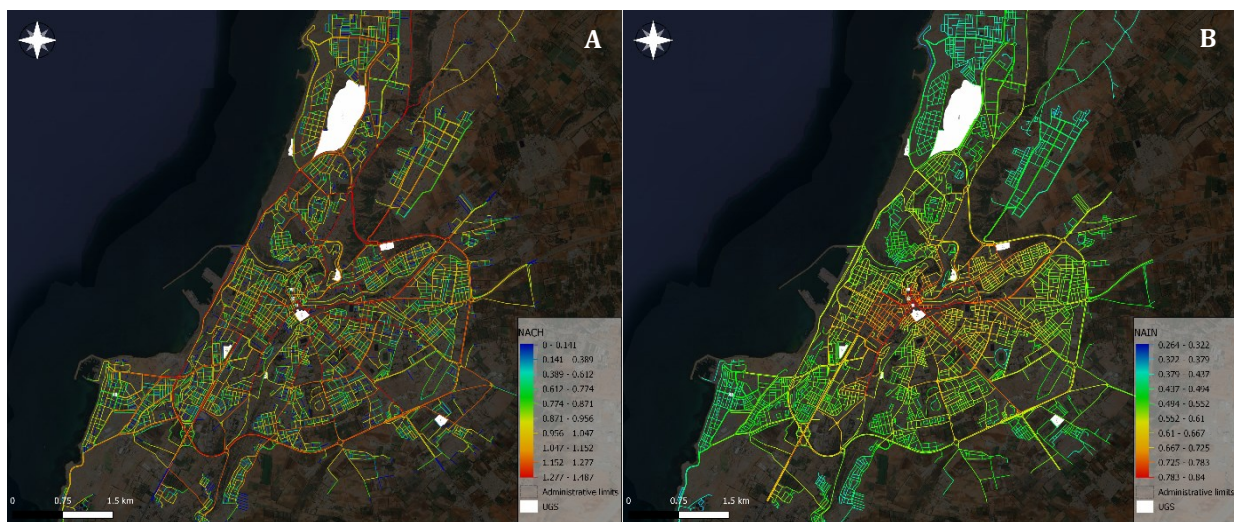 A
NACH
0 - 0.141
0.141 - 0.389
0.389 - 0.612
0.612 - 0.774
0.774 - 0.871
0.871 - 0.956
0.956 - 1.047
1.047 - 1.152
1.152 - 1.277
1.277 - 1.487
Administrative limits
UGS
0 0.75 1.5 km
B
NAIN
0.264 - 0.322
0.322 - 0.379
0.379 - 0.437
0.437 - 0.494
0.494 - 0.552
0.552 - 0.61
0.61 - 0.667
0.667 - 0.725
0.725 - 0.783
0.783 - 0.84
Administrative limits
UGS
0 0.75 1.5 km